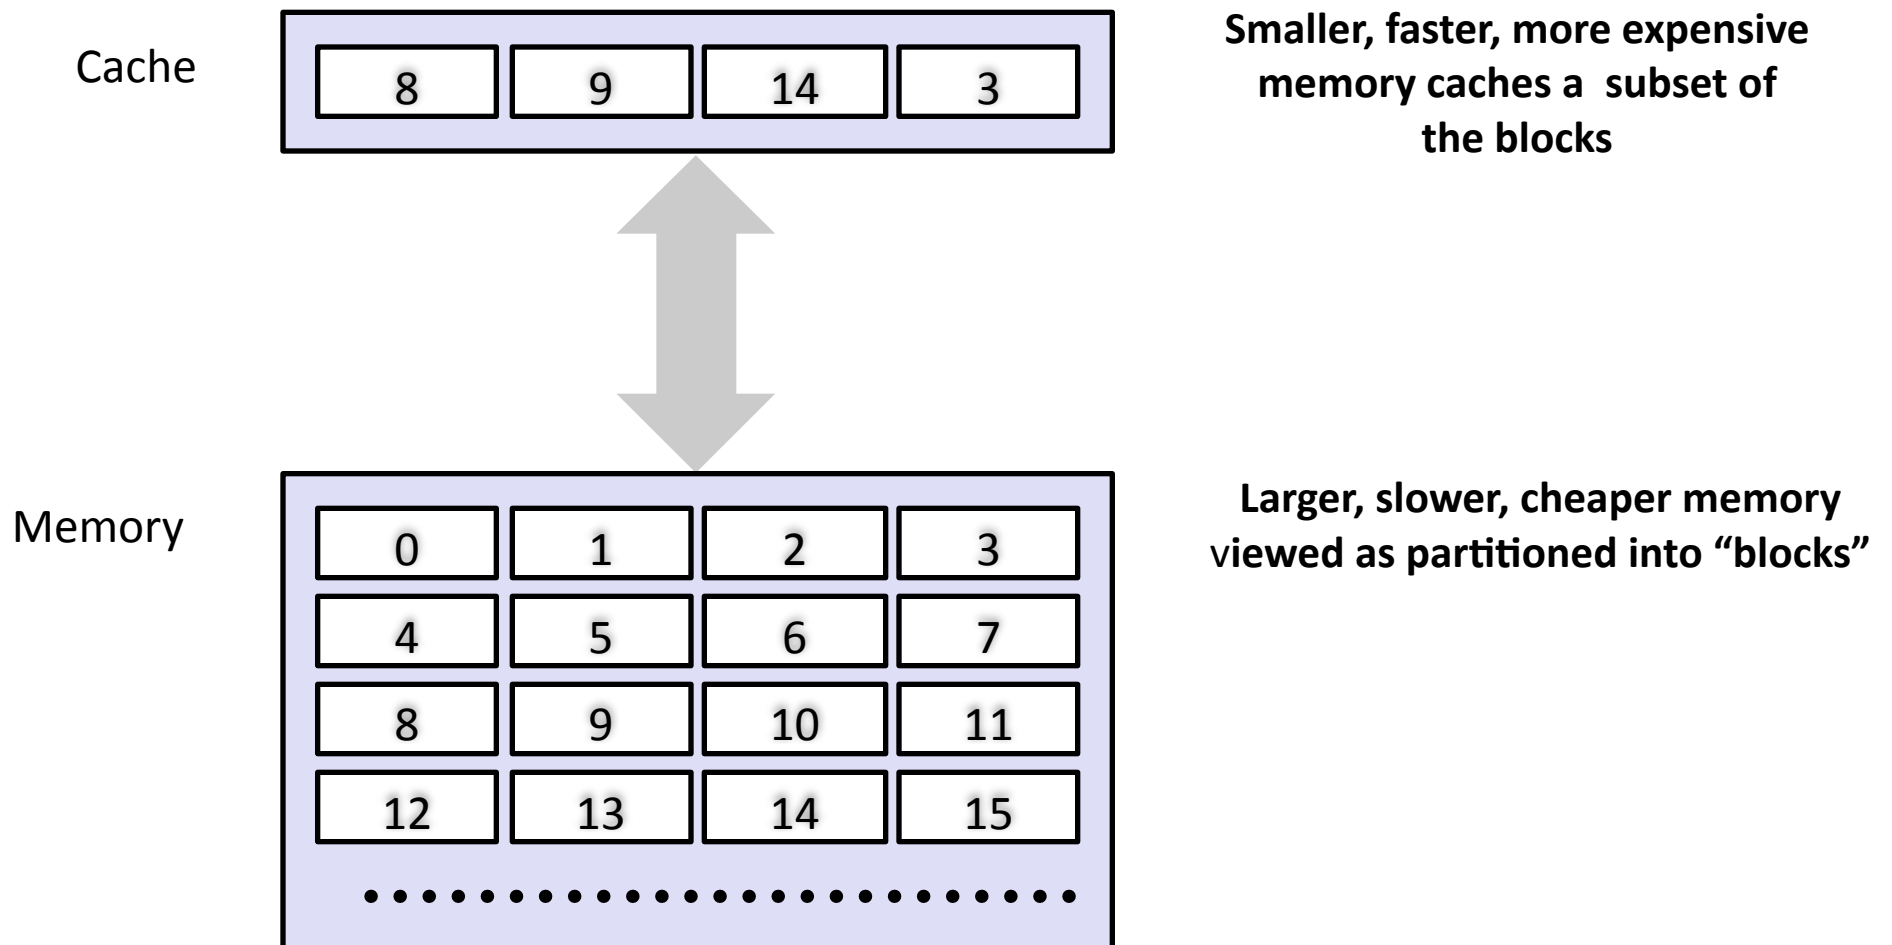 Cache
8 9 14 3
Smaller, faster, more expensive
memory caches a subset of
the blocks
Memory
0 1 2 3
4 5 6 7
8 9 10 11
12 13 14 15
Larger, slower, cheaper memory
viewed as partitioned into “blocks”